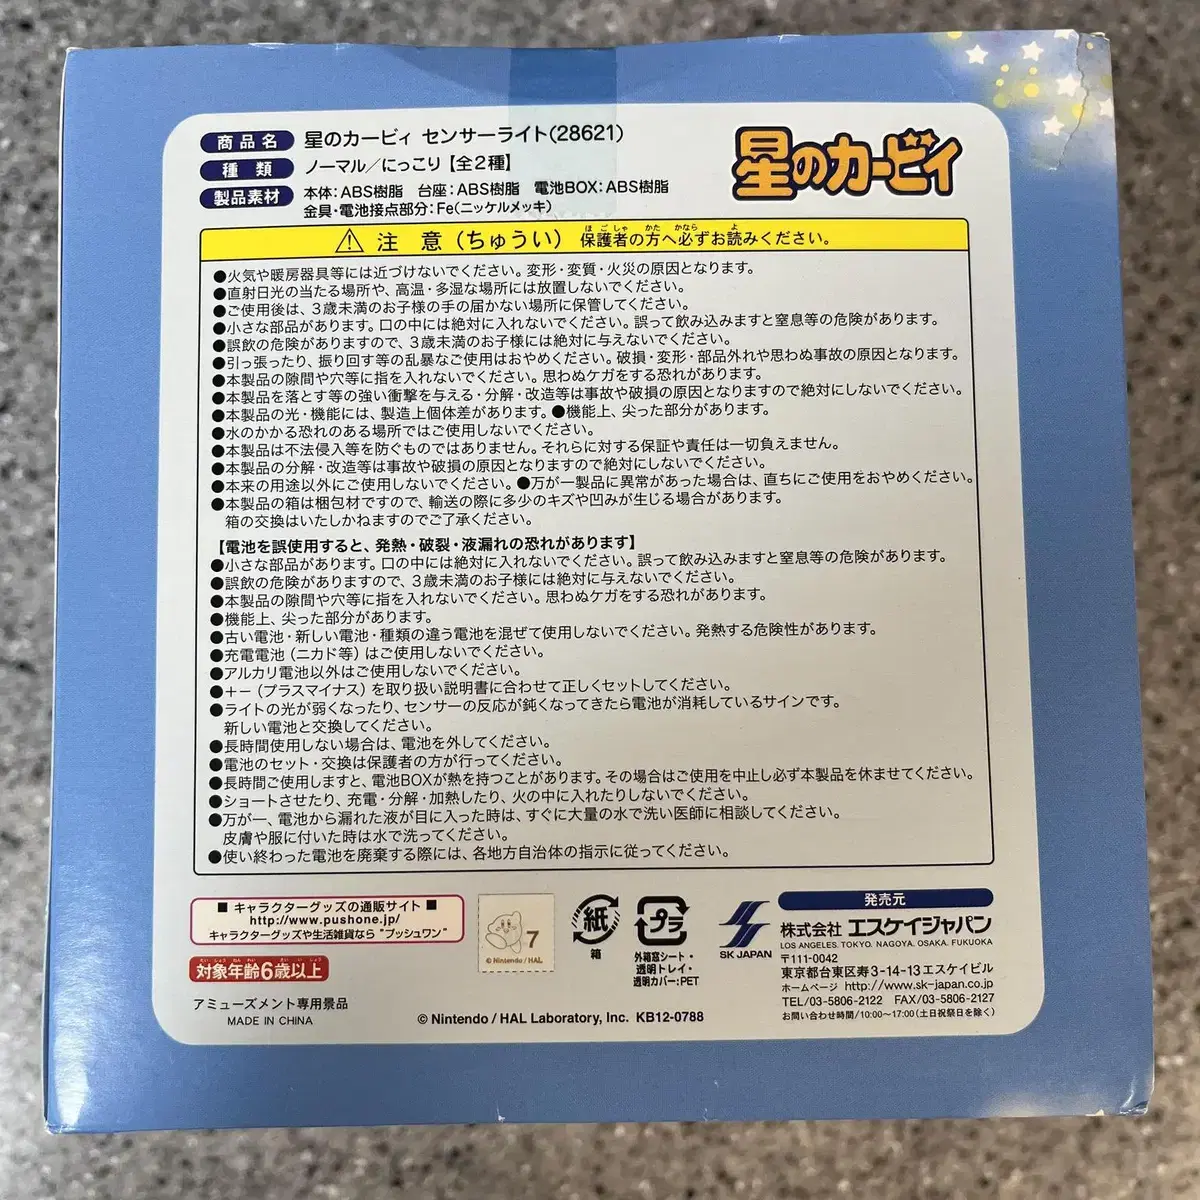 商品名 星のカービィ センサーライト(28621)
種類 ノーマル／にっこり【全2種】
製品素材 本体：ABS樹脂 台座：ABS樹脂 電池BOX：ABS樹脂
金具・電池接点部分：Fe(ニッケルメッキ)
星のカービィ
注 意（ちゅうい） 保護者の方へ必ずお読みください。
●火気や暖房器具等には近づけないでください。変形・変質・火災の原因となります。
●直射日光の当たる場所や、高温・多湿な場所には放置しないでください。
●ご使用後は、3歳未満のお子様の手の届かない場所に保管してください。
●小さな部品があります。口の中には絶対に入れないでください。誤って飲み込みますと窒息等の危険があります。
●誤飲の危険がありますので、3歳未満のお子様には絶対に与えないでください。
●引っ張ったり、振り回す等の乱暴なご使用はおやめください。破損・変形・部品外れや思わぬ事故の原因となります。
●本製品の隙間や穴等に指を入れないでください。思わぬケガをする恐れがあります。
●本製品を落とす等の強い衝撃を与える・分解・改造等は事故や破損の原因となりますので絶対にしないでください。
●本製品の光・機能には、製造上個体差があります。●機能上、尖った部分があります。
●水のかかる恐れのある場所ではご使用しないでください。
●本製品は不法侵入等を防ぐものではありません。それらに対する保証や責任は一切負えません。
●本製品の分解・改造等は事故や破損の原因となりますので絶対にしないでください。
●本来の用途以外にご使用しないでください。●万が一製品に異常があった場合は、直ちにご使用をおやめください。
●本製品の箱は梱包材ですので、輸送の際に多少のキズや凹みが生じる場合があります。
箱の交換はいたしかねますのでご了承ください。
【電池を誤使用すると、発熱・破裂・液漏れの恐れがあります】
●小さな部品があります。口の中には絶対に入れないでください。誤って飲み込みますと窒息等の危険があります。
●誤飲の危険がありますので、3歳未満のお子様には絶対に与えないでください。
●本製品の隙間や穴等に指を入れないでください。思わぬケガをする恐れがあります。
●機能上、尖った部分があります。
●古い電池・新しい電池・種類の違う電池を混ぜて使用しないでください。発熱する危険性があります。
●充電電池（ニカド等）はご使用しないでください。
●アルカリ電池以外はご使用しないでください。
●＋－（プラスマイナス）を取り扱い説明書に合わせて正しくセットしてください。
●ライトの光が弱くなったり、センサーの反応が鈍くなってきたら電池が消耗しているサインです。
新しい電池と交換してください。
●長時間使用しない場合は、電池を外してください。
●電池のセット・交換は保護者の方が行ってください。
●長時間ご使用しますと、電池BOXが熱を持つことがあります。その場合はご使用を中止し必ず本製品を休ませてください。
●ショートさせたり、充電・分解・加熱したり、火の中に入れたりしないでください。
●万が一、電池から漏れた液が目に入った時は、すぐに大量の水で洗い医師に相談してください。
皮膚や服に付いた時は水で洗ってください。
●使い終わった電池を廃棄する際には、各地方自治体の指示に従ってください。
■ キャラクターグッズの通販サイト ■
http://www.pushone.jp/
キャラクターグッズや生活雑貨なら "プッシュワン"
対象年齢6歳以上
アミューズメント専用景品
MADE IN CHINA
7
© Nintendo / HAL
紙
箱
プラ
外箱窓シート・
透明トレイ・
透明カバー：PET
© Nintendo / HAL Laboratory, Inc. KB12-0788
SK JAPAN
発売元
株式会社 エスケイジャパン
LOS ANGELES. TOKYO. NAGOYA. OSAKA. FUKUOKA
〒111-0042
東京都台東区寿3-14-13エスケイビル
ホームページ http://www.sk-japan.co.jp
TEL/03-5806-2122 FAX/03-5806-2127
お問い合わせ時間/10:00～17:00(土日祝祭日を除く)